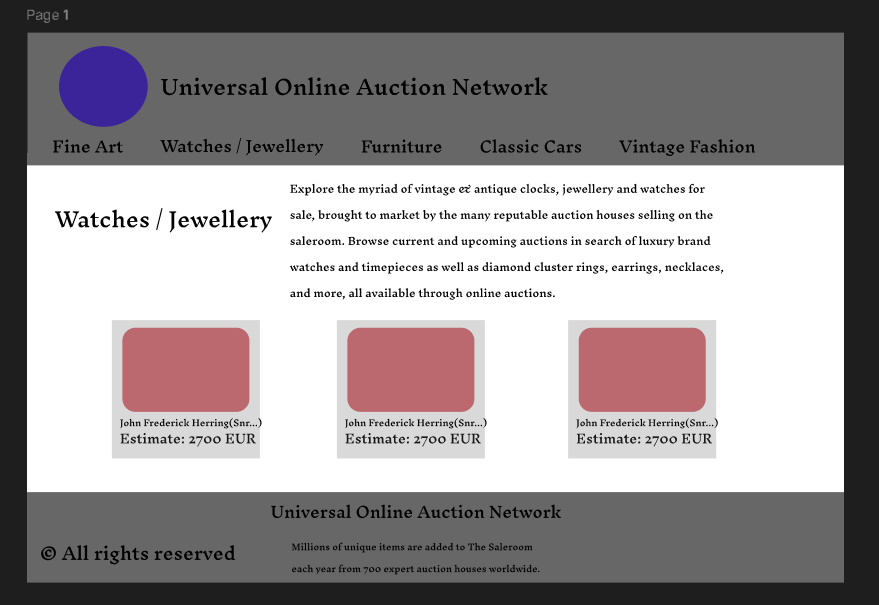 Page 1
Universal Online Auction Network
Fine Art Watches / Jewellery Furniture Classic Cars Vintage Fashion
Watches / Jewellery
Explore the myriad of vintage & antique clocks, jewellery and watches for
sale, brought to market by the many reputable auction houses selling on the
saleroom. Browse current and upcoming auctions in search of luxury brand
watches and timepieces as well as diamond cluster rings, earrings, necklaces,
and more, all available through online auctions.
John Frederick Herring(Snr...)
Estimate: 2700 EUR
John Frederick Herring(Snr...)
Estimate: 2700 EUR
John Frederick Herring(Snr...)
Estimate: 2700 EUR
Universal Online Auction Network
© All rights reserved
Millions of unique items are added to The Saleroom
each year from 700 expert auction houses worldwide.